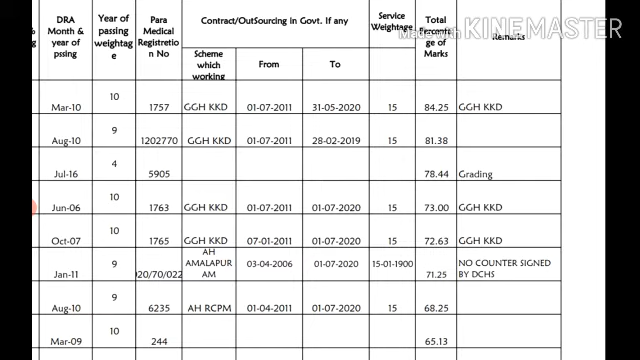 DRA Month & year of pssing | Year of passing weightage | Para Medical Registration No | Contract/OutSourcing in Govt. If any | Service Weightage | Total | Remarks
Scheme which working | From | To
Made with KINEMASTER
Mar-10 | 10 | 1757 | GGH KKD | 01-07-2011 | 31-05-2020 | 15 | 84.25 | GGH KKD
Aug-10 | 9 | 1202770 | GGH KKD | 01-07-2011 | 28-02-2019 | 15 | 81.38
Jul-16 | 4 | 5905 | 78.44 | Grading
Jun-06 | 10 | 1763 | GGH KKD | 01-07-2011 | 01-07-2020 | 15 | 73.00 | GGH KKD
Oct-07 | 10 | 1765 | GGH KKD | 07-01-2011 | 01-07-2020 | 15 | 72.63 | GGH KKD
Jan-11 | 9 | 020/70/022 | AH AMALAPURAM | 03-04-2006 | 01-07-2020 | 15-01-1900 | 71.25 | NO COUNTER SIGNED BY DCHS
Aug-10 | 9 | 6235 | AH RCPM | 01-04-2011 | 01-07-2020 | 15 | 68.25
Mar-09 | 10 | 244 | 65.13